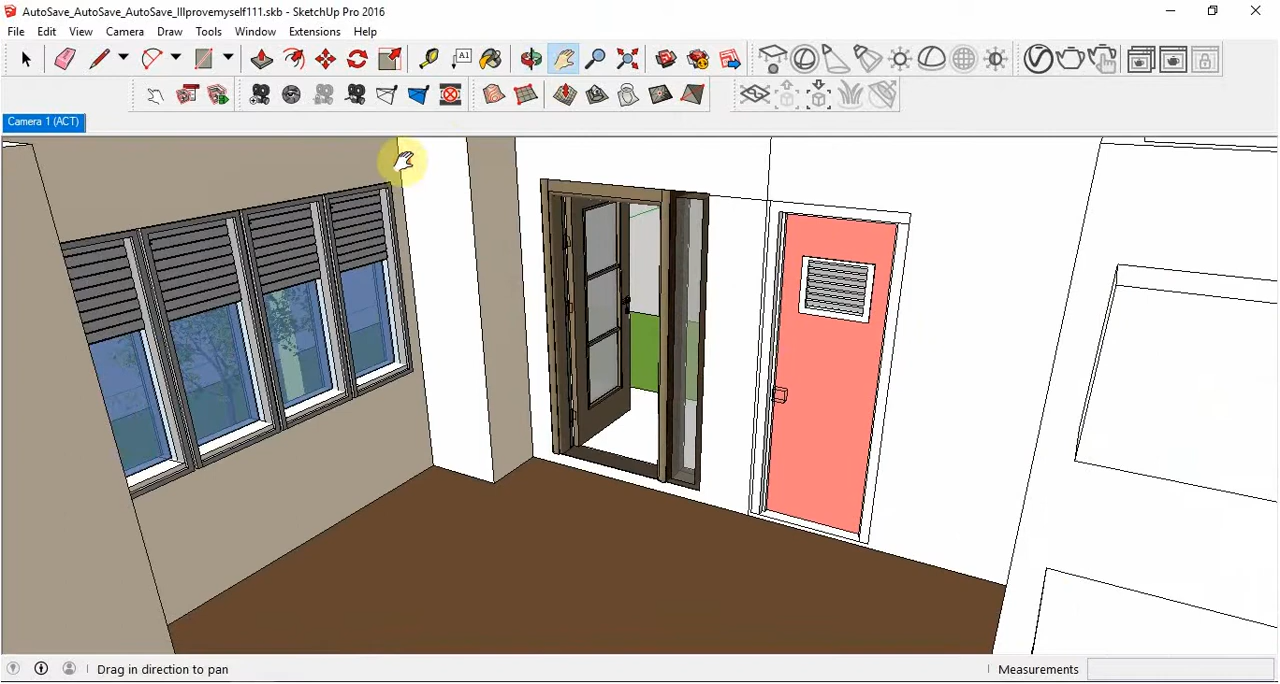 AutoSave_AutoSave_AutoSave_IIIprovemyself111.skb - SketchUp Pro 2016
File Edit View Camera Draw Tools Window Extensions Help
A1
Camera 1 (ACT)
Drag in direction to pan
Measurements